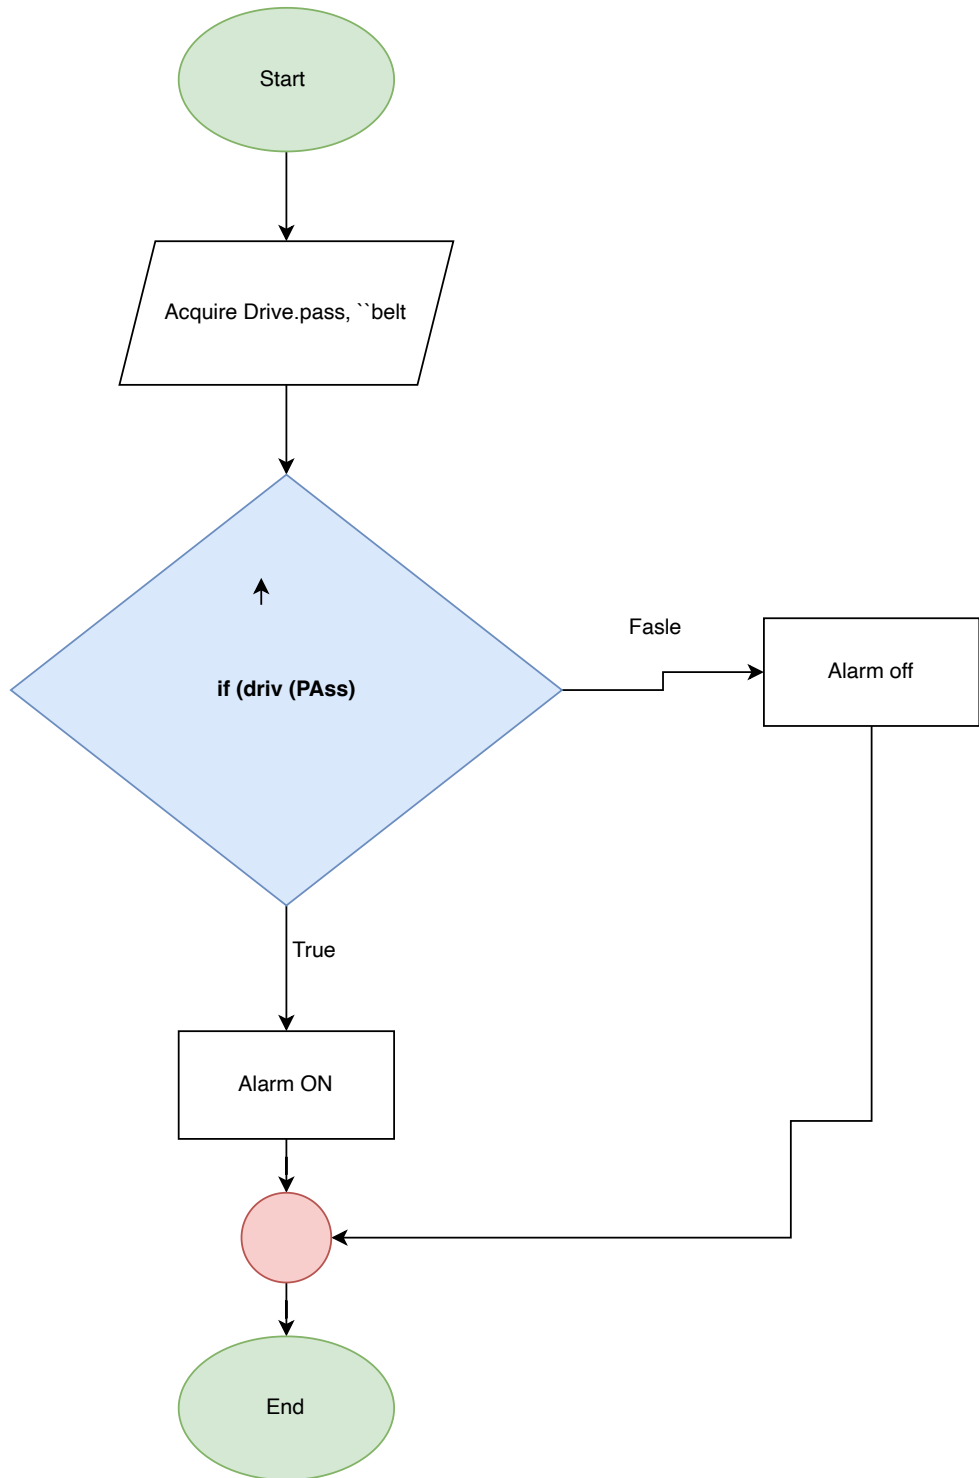 Start
Acquire Drive.pass, ``belt
if (driv (PAss)
Fasle
Alarm off
True
Alarm ON
End